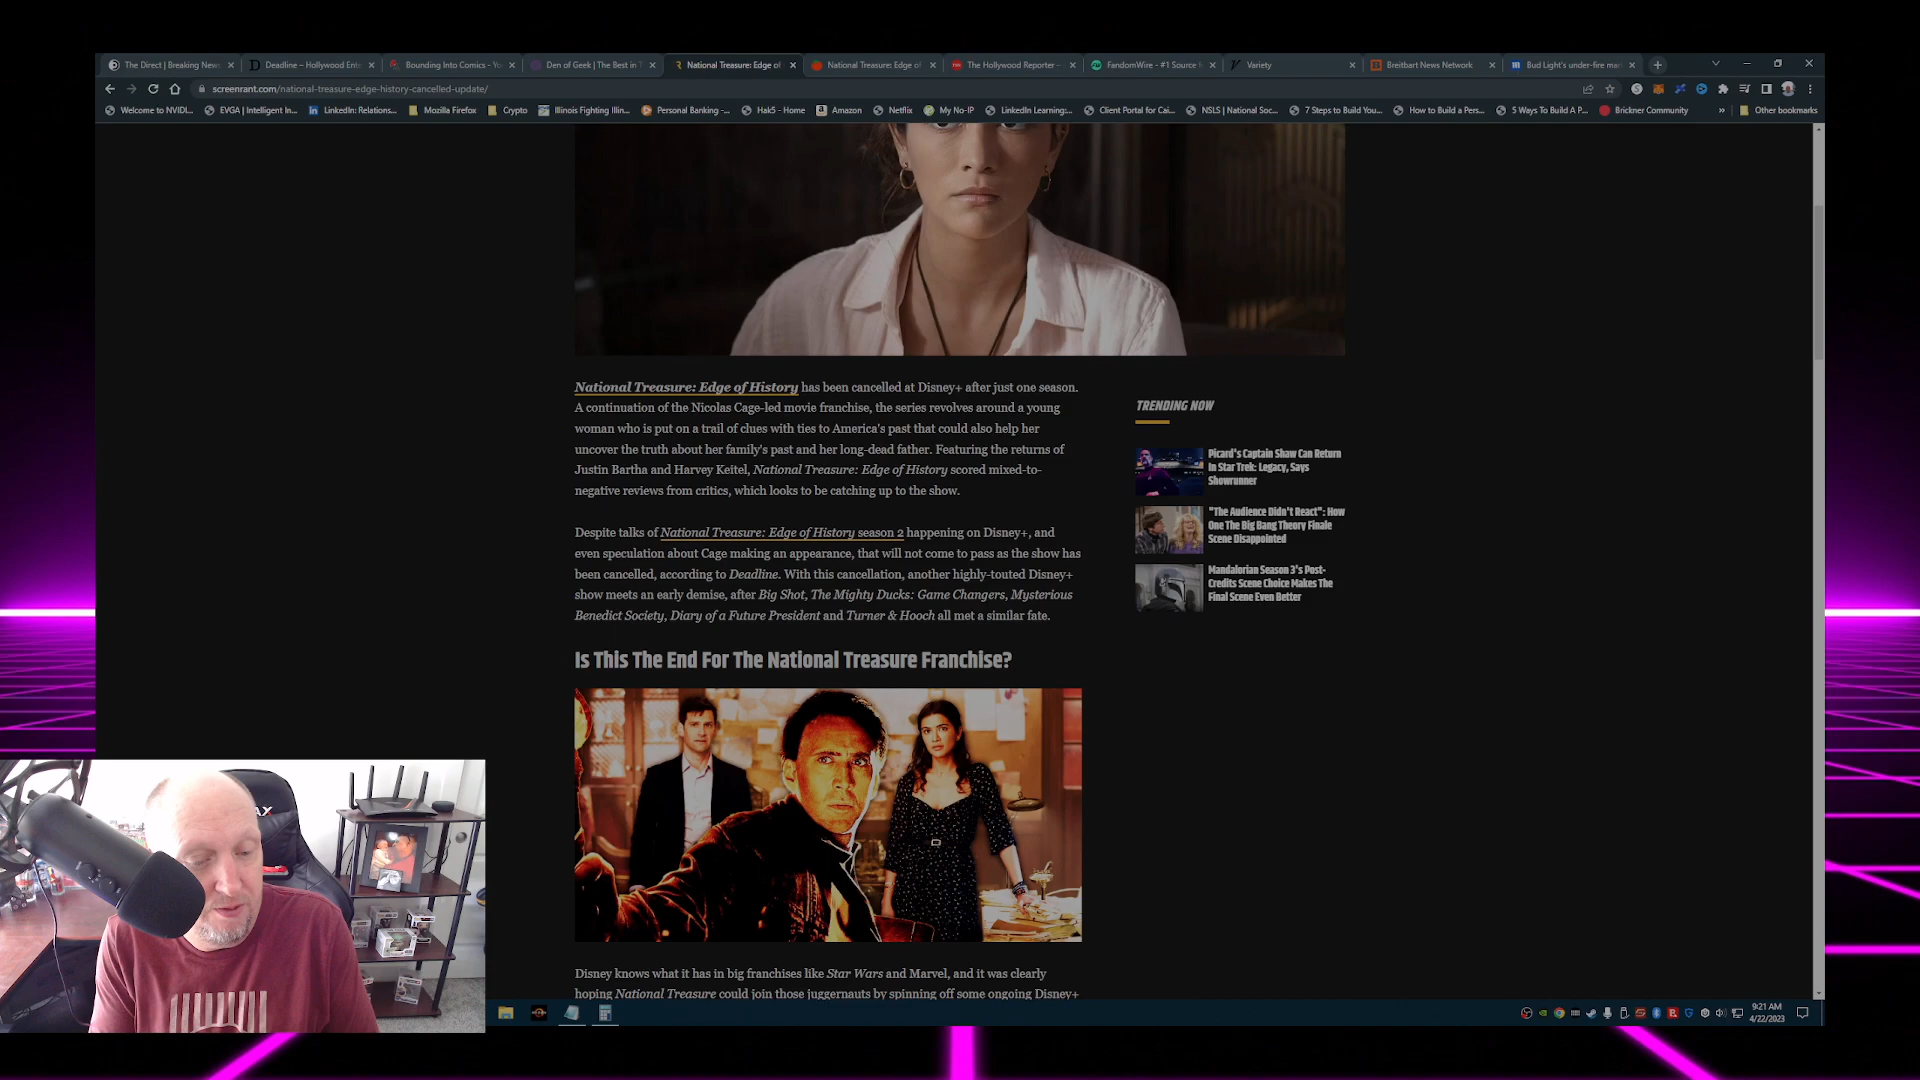 The Direct | Breaking News
Deadline – Hollywood Ente
Bounding Into Comics - Yo
Den of Geek | The Best in T
National Treasure: Edge of
National Treasure: Edge of
The Hollywood Reporter –
FandomWire - #1 Source f
Variety
Breitbart News Network
Bud Light's under-fire mar
screenrant.com/national-treasure-edge-history-cancelled-update/
Welcome to NVIDI...
EVGA | Intelligent In...
LinkedIn: Relations...
Mozilla Firefox
Crypto
Illinois Fighting Illin...
Personal Banking -...
Hak5 - Home
Amazon
Netflix
My No-IP
LinkedIn Learning:...
Client Portal for Cai...
NSLS | National Soc...
7 Steps to Build You...
How to Build a Pers...
5 Ways To Build A P...
Brickner Community
Other bookmarks
National Treasure: Edge of History has been cancelled at Disney+ after just one season.
A continuation of the Nicolas Cage-led movie franchise, the series revolves around a young
woman who is put on a trail of clues with ties to America's past that could also help her
uncover the truth about her family's past and her long-dead father. Featuring the returns of
Justin Bartha and Harvey Keitel, National Treasure: Edge of History scored mixed-to-
negative reviews from critics, which looks to be catching up to the show.
Despite talks of National Treasure: Edge of History season 2 happening on Disney+, and
even speculation about Cage making an appearance, that will not come to pass as the show has
been cancelled, according to Deadline. With this cancellation, another highly-touted Disney+
show meets an early demise, after Big Shot, The Mighty Ducks: Game Changers, Mysterious
Benedict Society, Diary of a Future President and Turner & Hooch all met a similar fate.
Is This The End For The National Treasure Franchise?
Disney knows what it has in big franchises like Star Wars and Marvel, and it was clearly
hoping National Treasure could join those juggernauts by spinning off some ongoing Disney+
TRENDING NOW
Picard's Captain Shaw Can Return
In Star Trek: Legacy, Says
Showrunner
"The Audience Didn't React": How
One The Big Bang Theory Finale
Scene Disappointed
Mandalorian Season 3's Post-
Credits Scene Choice Makes The
Final Scene Even Better
9:21 AM
4/22/2023